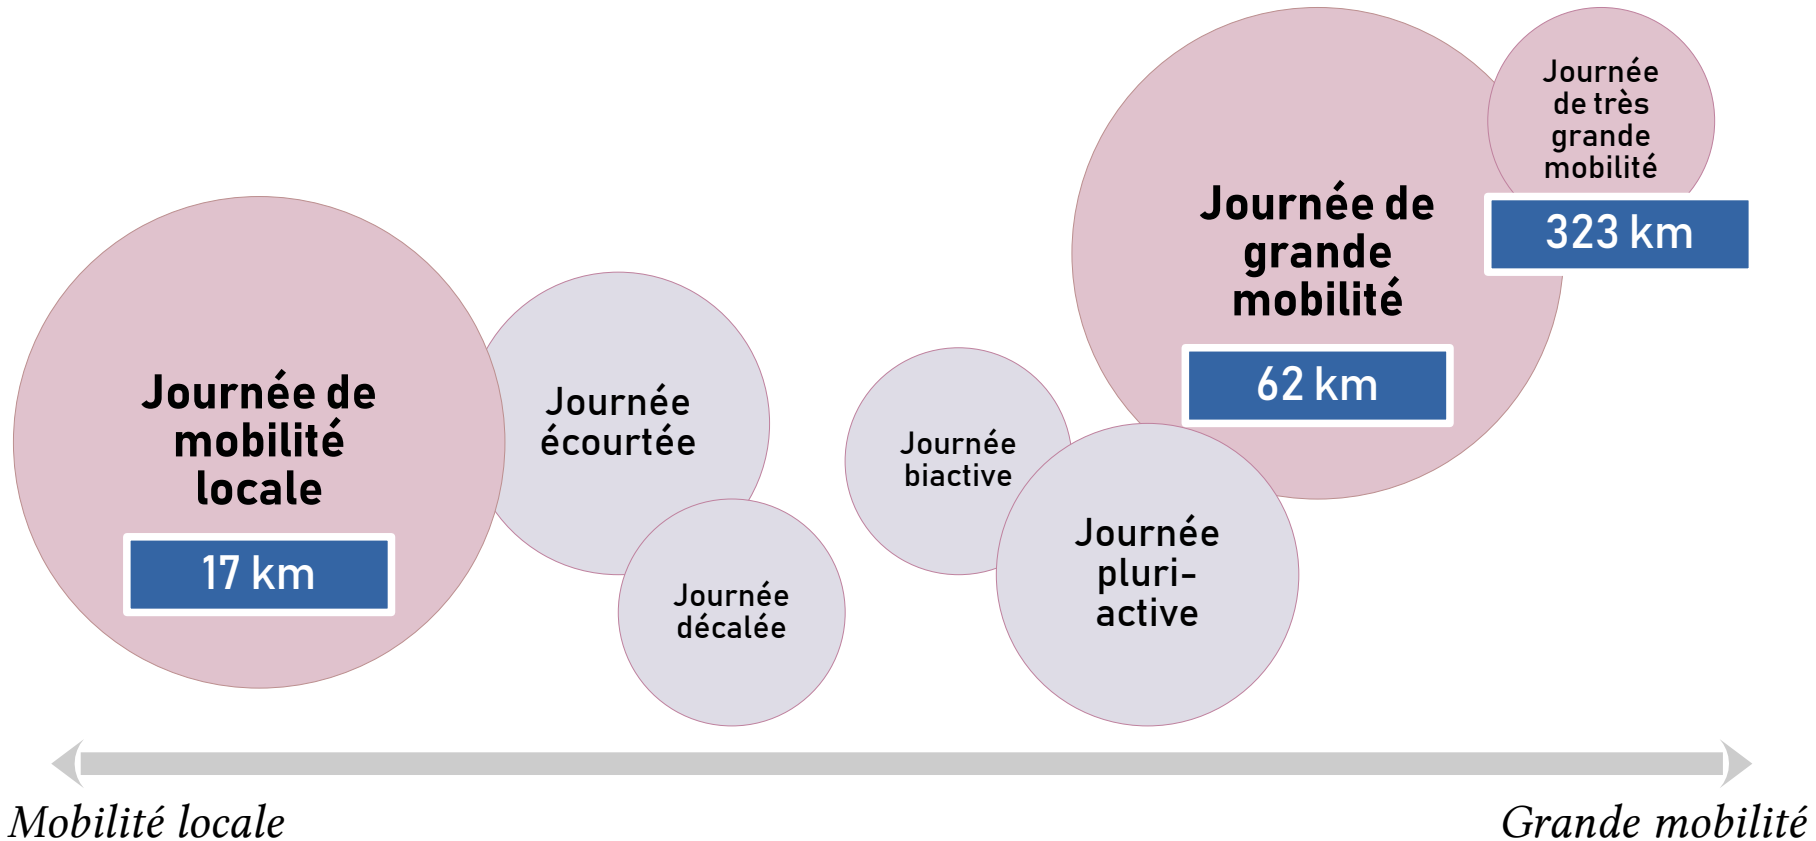 Journée de
mobilité
locale
17 km
Journée
écourtée
Journée
décalée
Journée
biactive
Journée
pluri-
active
Journée de
grande
mobilité
62 km
Journée
de très
grande
mobilité
323 km
Mobilité locale
Grande mobilité